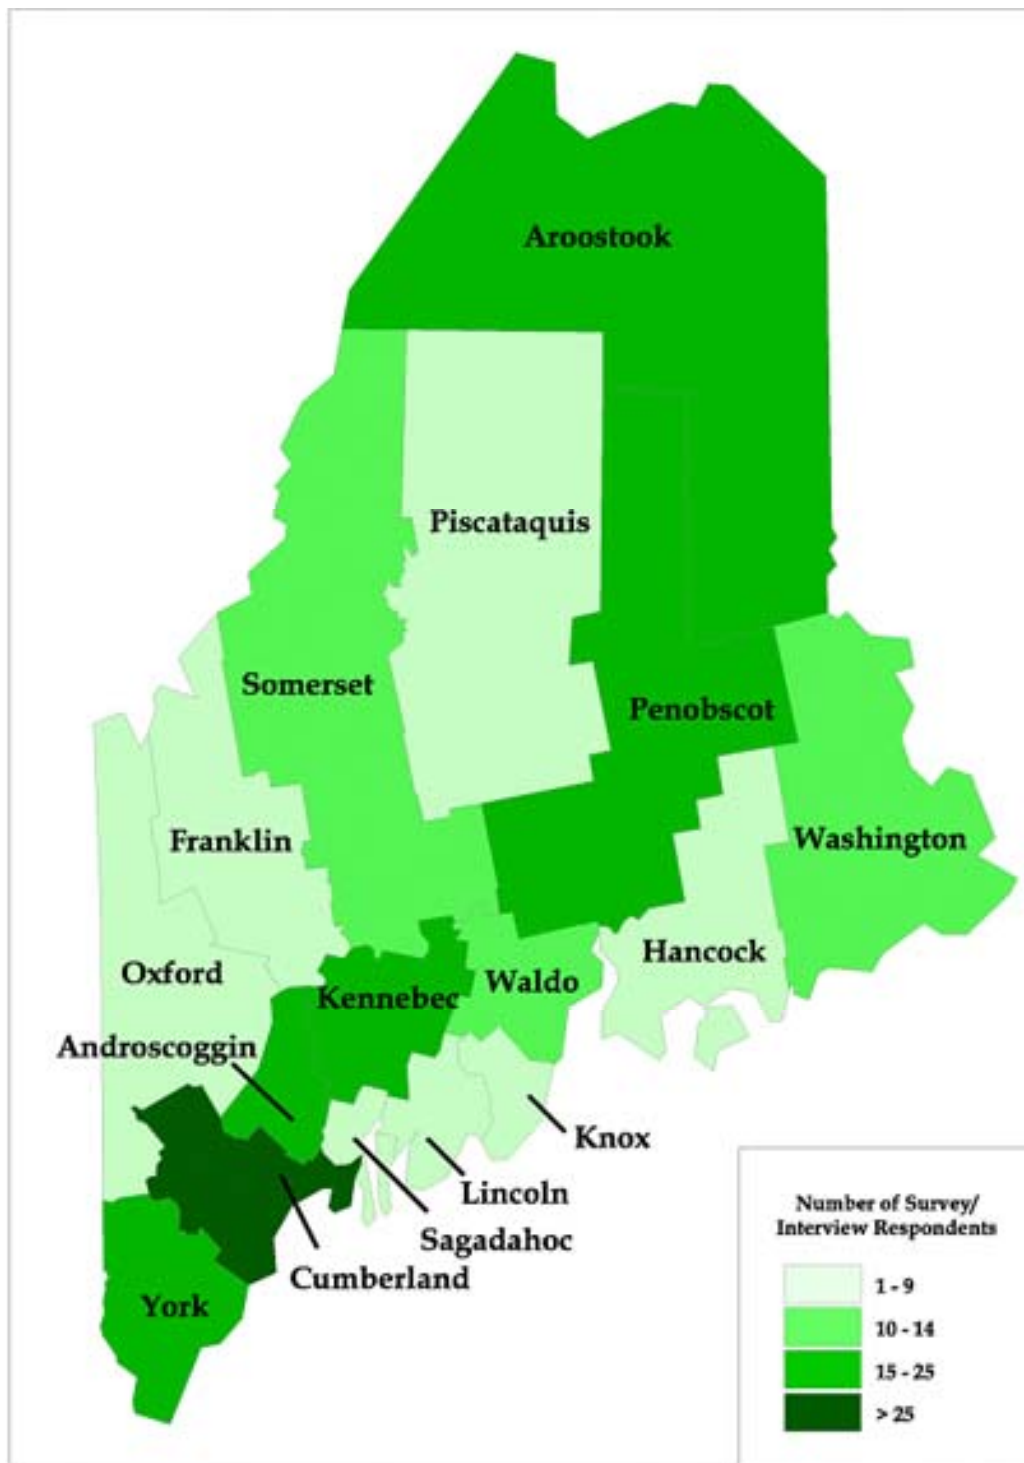 Aroostook
Piscataquis
Somerset
Penobscot
Franklin
Washington
Hancock
Oxford
Waldo
Kennebec
Androscoggin
Knox
Lincoln
Sagadahoc
Cumberland
York
Number of Survey/
Interview Respondents
1 - 9
10 - 14
15 - 25
> 25